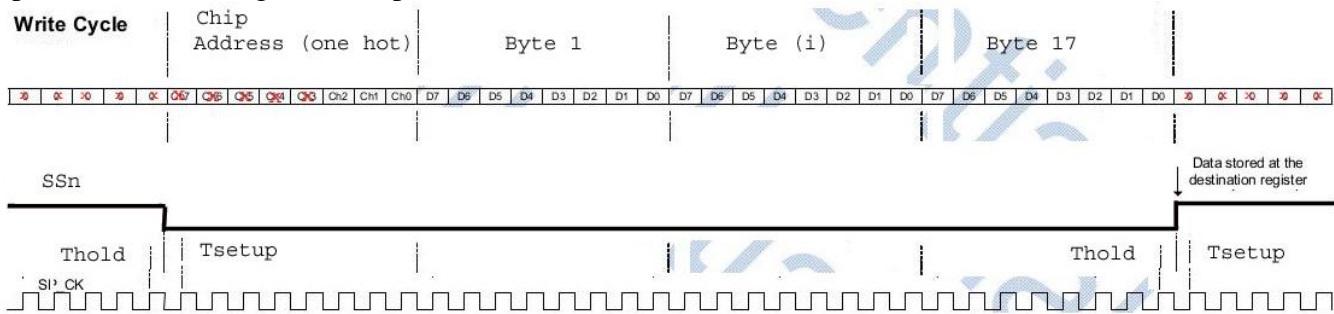 Write Cycle
Chip
Address (one hot)
Byte 1
Byte (i)
Byte 17
Ch2 Ch1 Ch0 D7 D6 D5 D4 D3 D2 D1 D0 D7 D6 D5 D4 D3 D2 D1 D0 D7 D6 D5 D4 D3 D2 D1 D0
Data stored at the
destination register
SSn
Thold
Tsetup
Thold
Tsetup